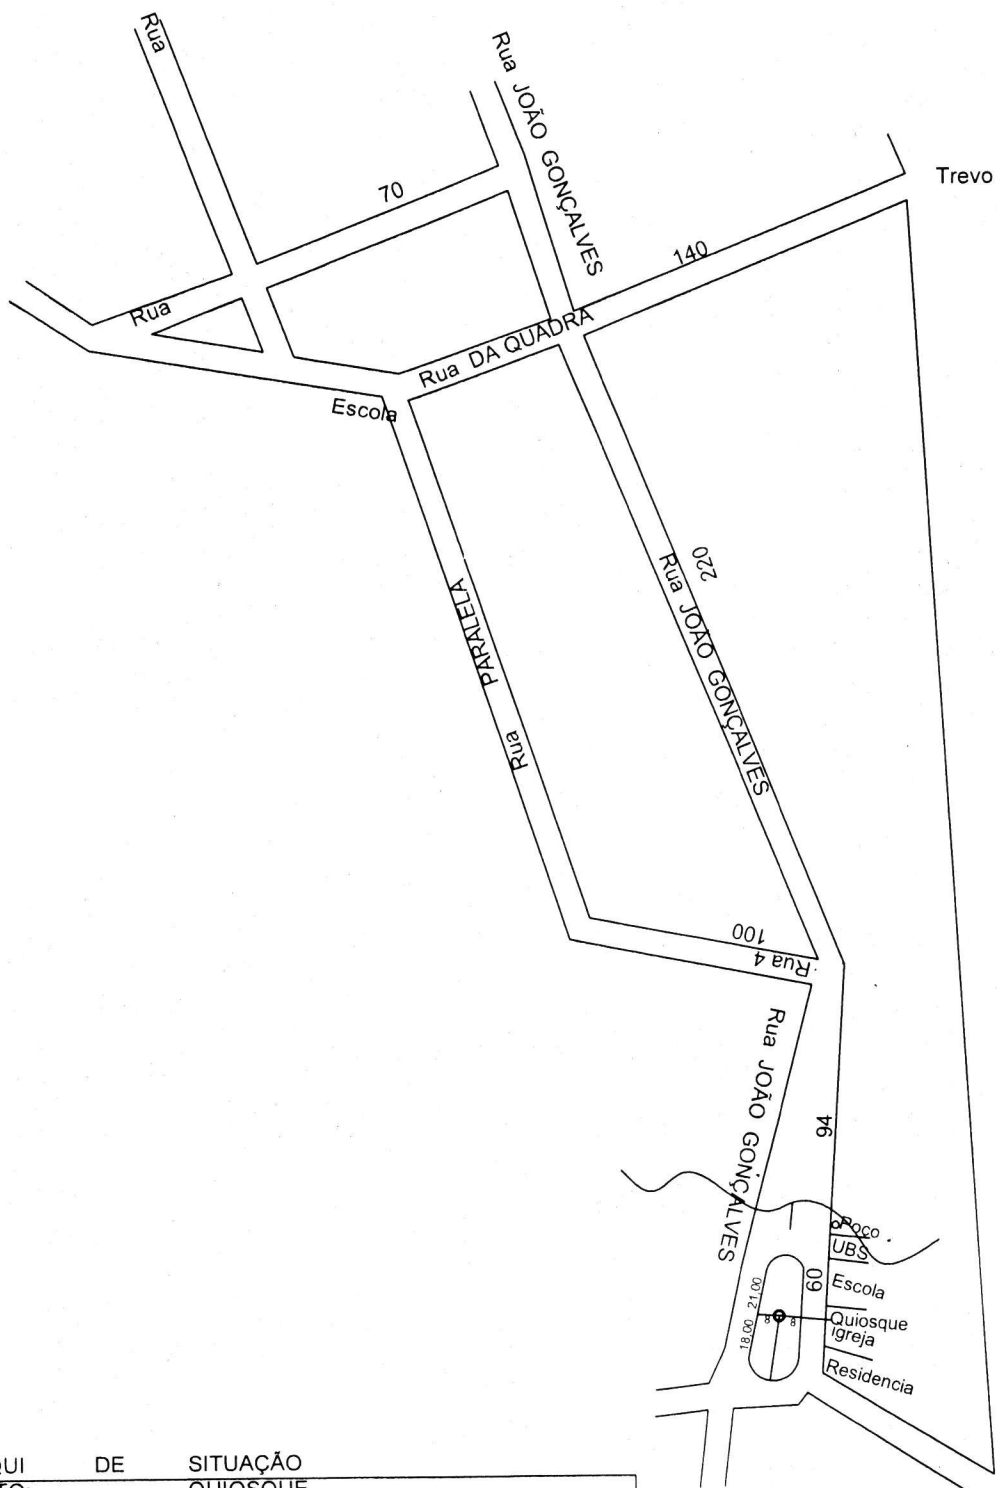 Rua
Rua JOÃO GONÇALVES
Trevo
70
140
Rua
Rua DA QUADRA
Escola
220
Rua JOÃO GONÇALVES
Rua PARALELA
100
Rua 4
Rua JOÃO GONÇALVES
94
Poço
UBS
60
Escola
21,00
18,00
8
8
Quiosque
igreja
Residencia
QUI DE SITUAÇÃO
TO: QUIOSQUE